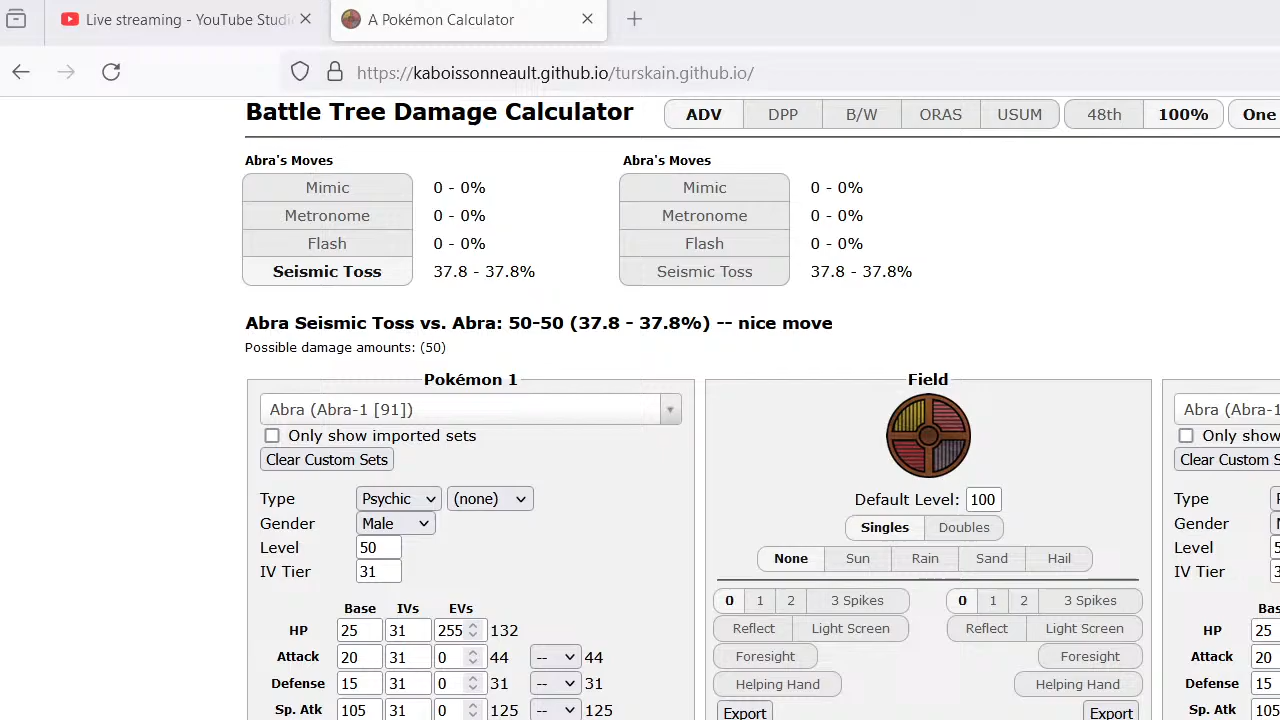 Live streaming - YouTube Studi
A Pokémon Calculator
https://kaboissonneault.github.io/turskain.github.io/
Battle Tree Damage Calculator
ADV DPP B/W ORAS USUM 48th 100% One
Abra's Moves Abra's Moves
Mimic 0 - 0% Mimic 0 - 0%
Metronome 0 - 0% Metronome 0 - 0%
Flash 0 - 0% Flash 0 - 0%
Seismic Toss 37.8 - 37.8% Seismic Toss 37.8 - 37.8%
Abra Seismic Toss vs. Abra: 50-50 (37.8 - 37.8%) -- nice move
Possible damage amounts: (50)
Pokémon 1
Abra (Abra-1 [91])
Only show imported sets
Clear Custom Sets
Type Psychic (none)
Gender Male
Level 50
IV Tier 31
Base IVs EVs
HP 25 31 255 132
Attack 20 31 0 44 -- 44
Defense 15 31 0 31 -- 31
Sp. Atk 105 31 0 125 -- 125
Field
Default Level: 100
Singles Doubles
None Sun Rain Sand Hail
0 1 2 3 Spikes 0 1 2 3 Spikes
Reflect Light Screen Reflect Light Screen
Foresight Foresight
Helping Hand Helping Hand
Export Export
Abra (Abra-1
Only show
Clear Custom S
Type
Gender
Level
IV Tier
Bas
HP 25
Attack 20
Defense 15
Sp. Atk 105